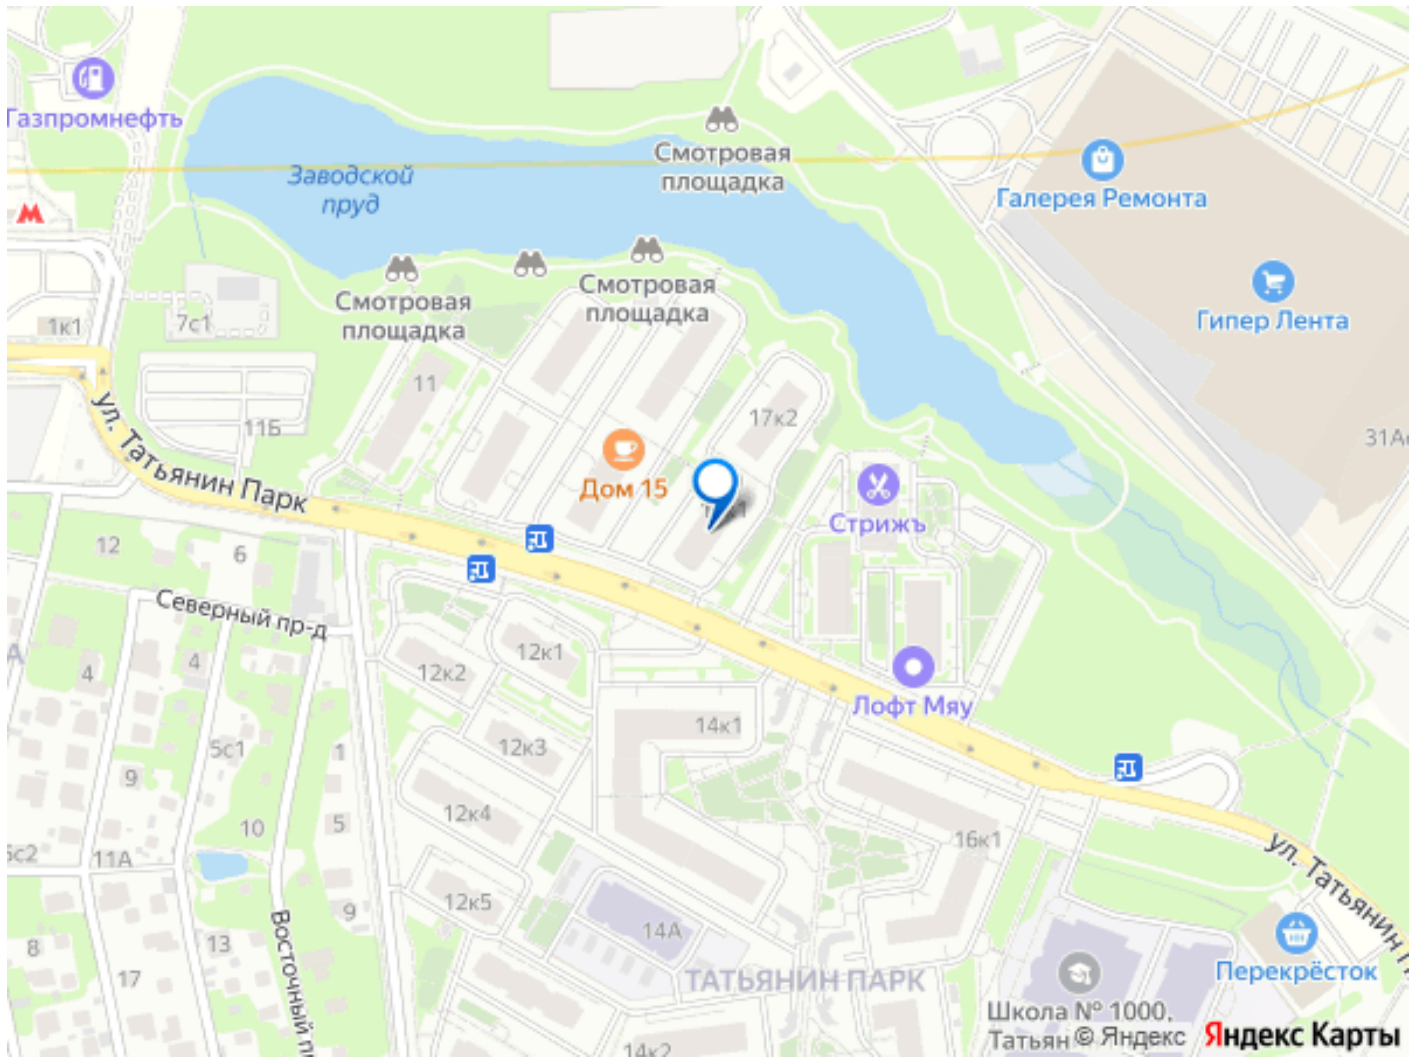 Газпромнефть
Заводской
пруд
Смотровая
площадка
Галерея Ремонта
Гипер Лента
Смотровая
площадка
Смотровая
площадка
1к1
7с1
11
11Б
17к2
31Ас
ул. Татьянин Парк
Дом 15
Стрижъ
12
6
Северный пр-д
4
4
12к2
12к1
Лофт Мяу
14к1
12к3
5с1
1
9
12к4
5
10
16к1
11А
ул. Татьянин П
12к5
9
14А
8
13
17
Восточный п
ТАТЬЯНИН ПАРК
Перекрёсток
Школа № 1000,
Татьян
14к2
© Яндекс
Яндекс Карты